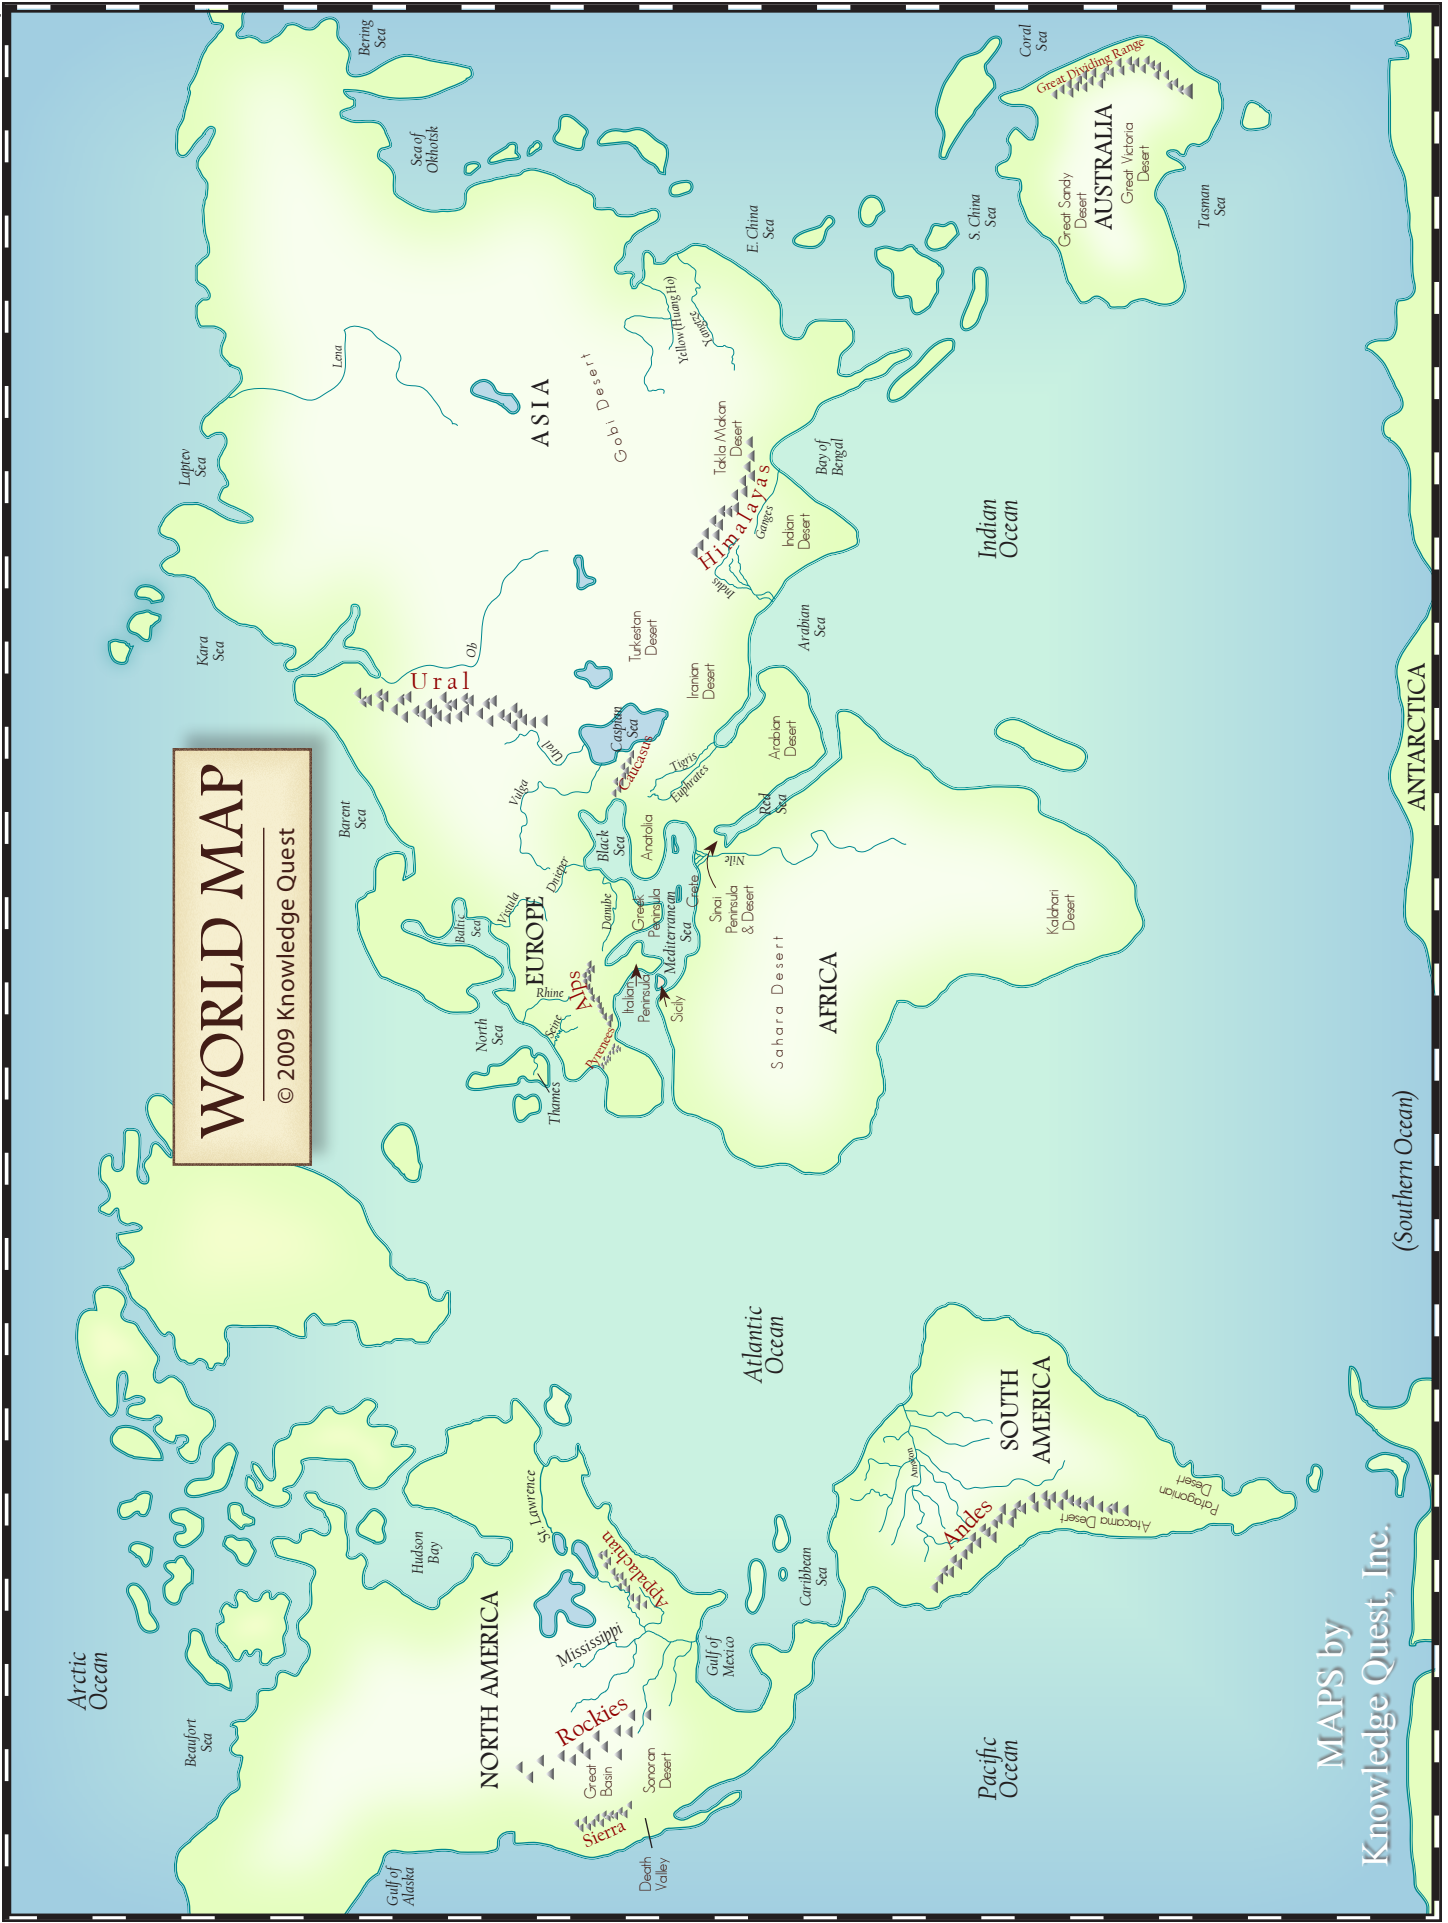 WORLD MAP
© 2009 Knowledge Quest
Arctic
Ocean
Beaufort
Sea
Gulf of
Alaska
Hudson
Bay
NORTH AMERICA
St. Lawrence
Appalachian
Mississippi
Rockies
Great
Basin
Sonoran
Desert
Sierra
Death
Valley
Gulf of
Mexico
Caribbean
Sea
Atlantic
Ocean
Pacific
Ocean
SOUTH
AMERICA
Amazon
Andes
Atacama Desert
Patagonian
Desert
Barent
Sea
Kara
Sea
Laptev
Sea
Bering
Sea
Sea of
Okhotsk
North
Sea
Baltic
Sea
Thames
Seine
Rhine
EUROPE
Vistula
Dnieper
Vulga
Ural
Ural
Alps
Pyrenees
Danube
Italian
Peninsula
Sicily
Greek
Peninsula
Mediterranean
Sea
Crete
Black
Sea
Anatolia
Caucasus
Caspian
Sea
Tigris
Euphrates
Sinai
Peninsula
& Desert
Nile
Red
Sea
Arabian
Desert
Iranian
Desert
Turkestan
Desert
Ob
Lena
ASIA
Gobi Desert
Takla Makan
Desert
Himalayas
Indus
Ganges
Indian
Desert
Yellow (Huang Ho)
Yangtze
E. China
Sea
S. China
Sea
Bay of
Bengal
Arabian
Sea
Indian
Ocean
Sahara Desert
AFRICA
Kalahari
Desert
Coral
Sea
Great Dividing Range
AUSTRALIA
Great Sandy
Desert
Great Victoria
Desert
Tasman
Sea
ANTARCTICA
(Southern Ocean)
MAPS by
Knowledge Quest, Inc.